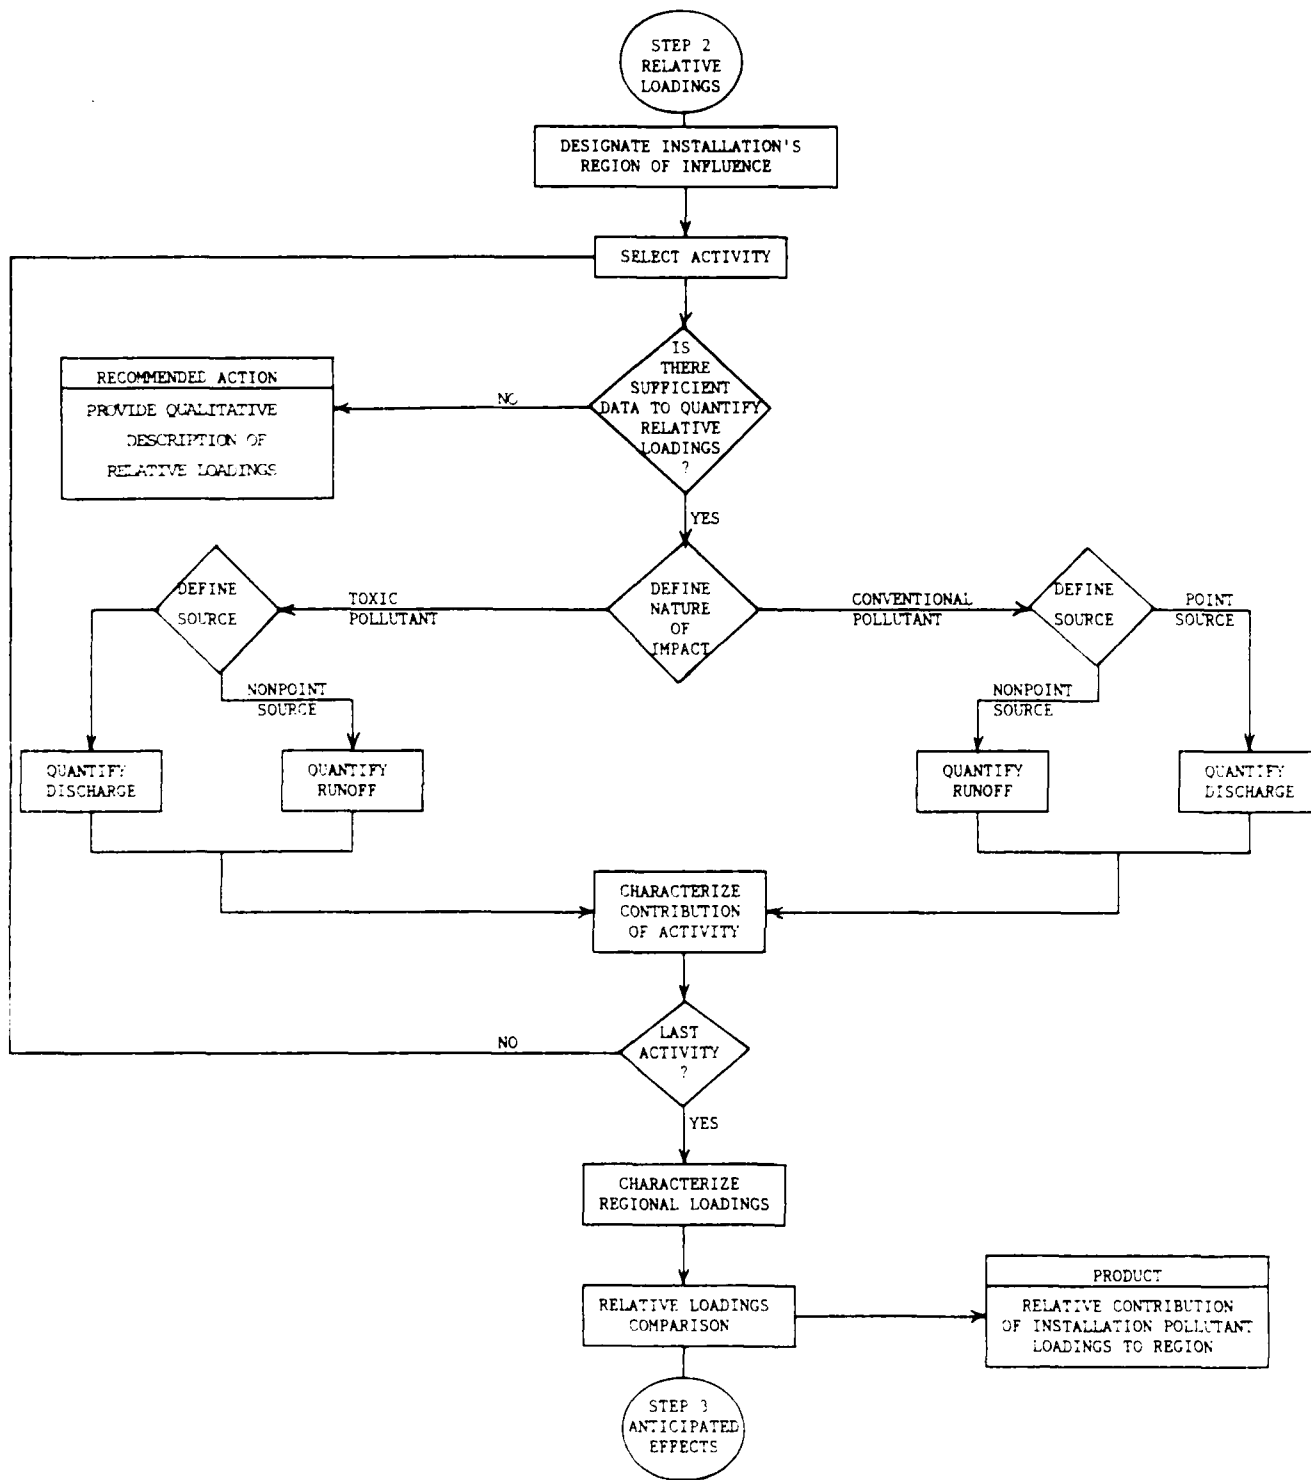 STEP 2
RELATIVE
LOADINGS
DESIGNATE INSTALLATION'S
REGION OF INFLUENCE
SELECT ACTIVITY
IS
THERE
SUFFICIENT
DATA TO QUANTIFY
RELATIVE
LOADINGS
?
NO
RECOMMENDED ACTION
PROVIDE QUALITATIVE
DESCRIPTION OF
RELATIVE LOADINGS
YES
DEFINE
NATURE
OF
IMPACT
TOXIC
POLLUTANT
CONVENTIONAL
POLLUTANT
DEFINE
SOURCE
NONPOINT
SOURCE
QUANTIFY
DISCHARGE
QUANTIFY
RUNOFF
DEFINE
SOURCE
POINT
SOURCE
NONPOINT
SOURCE
QUANTIFY
RUNOFF
QUANTIFY
DISCHARGE
CHARACTERIZE
CONTRIBUTION
OF ACTIVITY
LAST
ACTIVITY
?
NO
YES
CHARACTERIZE
REGIONAL LOADINGS
RELATIVE LOADINGS
COMPARISON
PRODUCT
RELATIVE CONTRIBUTION
OF INSTALLATION POLLUTANT
LOADINGS TO REGION
STEP 3
ANTICIPATED
EFFECTS